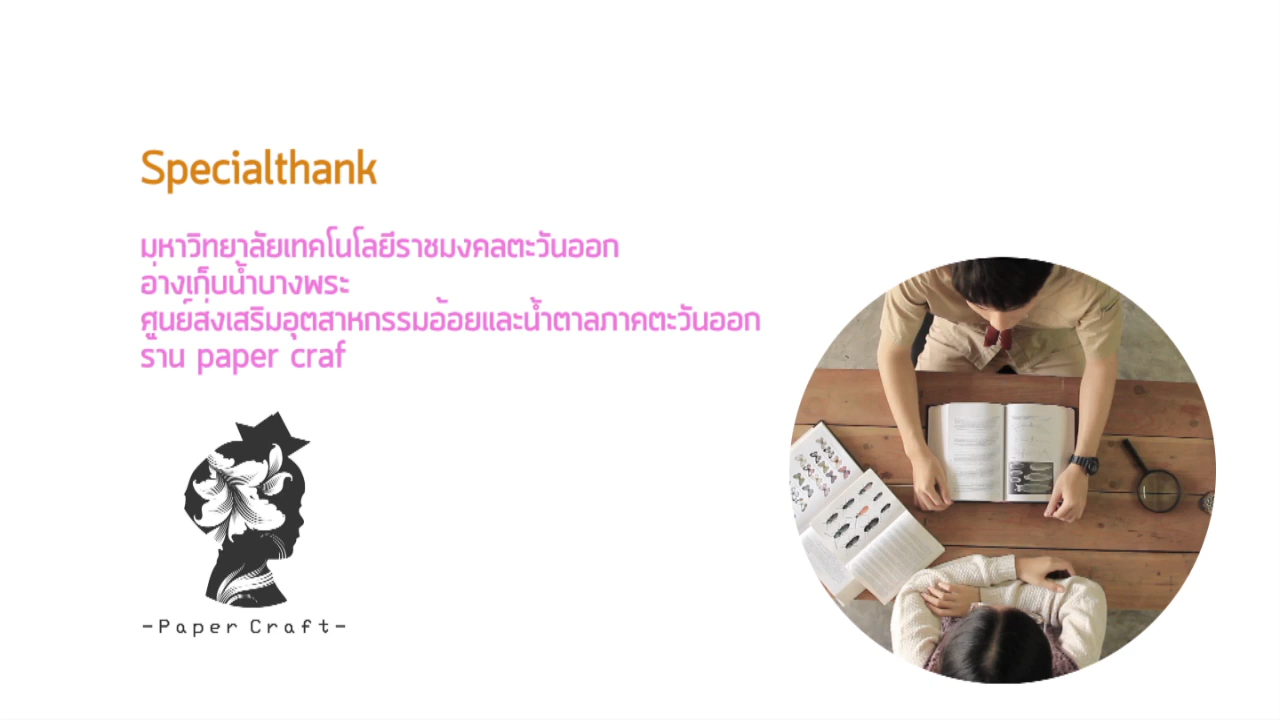 Specialthank
มหาวิทยาลัยเทคโนโลยีราชมงคลตะวันออก
อ่างเก็บน้ำบางพระ
ศูนย์ส่งเสริมอุตสาหกรรมอ้อยและน้ำตาลภาคตะวันออก
ราน paper craf
-Paper Craft-